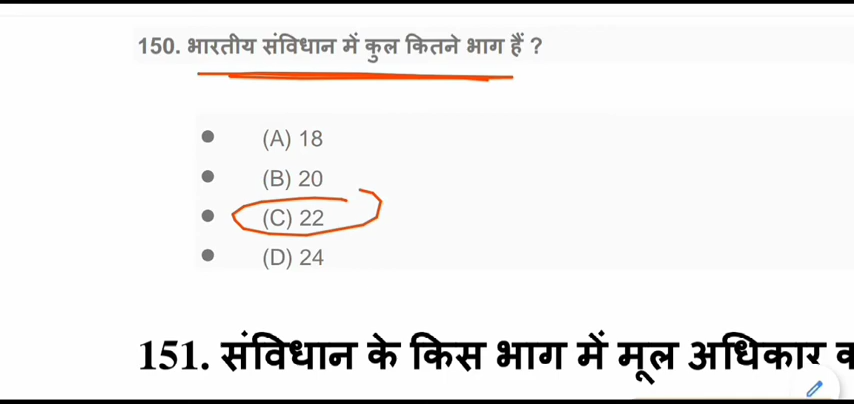 150. भारतीय संविधान में कुल कितने भाग हैं ?
(A) 18
(B) 20
(C) 22
(D) 24
151. संविधान के किस भाग में मूल अधिकार